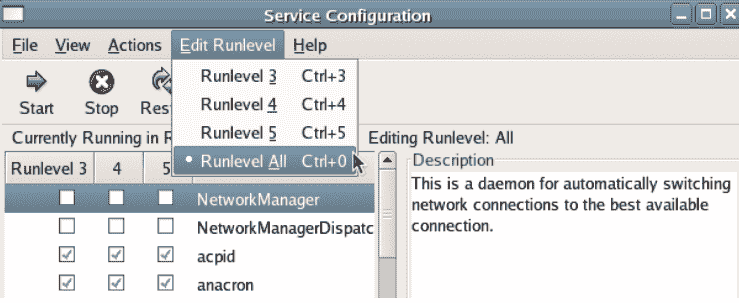 Service Configuration
File View Actions Edit Runlevel Help
Runlevel 3 Ctrl+3
Runlevel 4 Ctrl+4
Runlevel 5 Ctrl+5
Runlevel All Ctrl+0
Start Stop
Currently Running in Editing Runlevel: All
Runlevel 3 4 5
Description
NetworkManager
NetworkManagerDispatc
acpid
anacron
This is a daemon for automatically switching
network connections to the best available
connection.